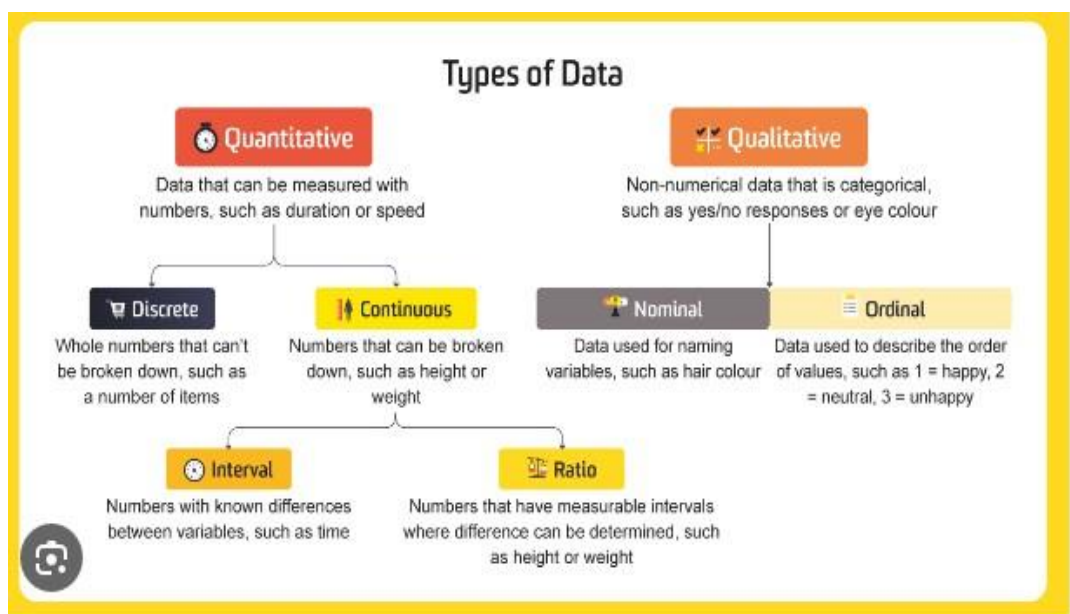 Types of Data
Quantitative
Data that can be measured with
numbers, such as duration or speed
Qualitative
Non-numerical data that is categorical,
such as yes/no responses or eye colour
Discrete
Whole numbers that can't
be broken down, such as
a number of items
Continuous
Numbers that can be broken
down, such as height or
weight
Nominal
Data used for naming
variables, such as hair colour
Ordinal
Data used to describe the order
of values, such as 1 = happy, 2
= neutral, 3 = unhappy
Interval
Numbers with known differences
between variables, such as time
Ratio
Numbers that have measurable intervals
where difference can be determined, such
as height or weight